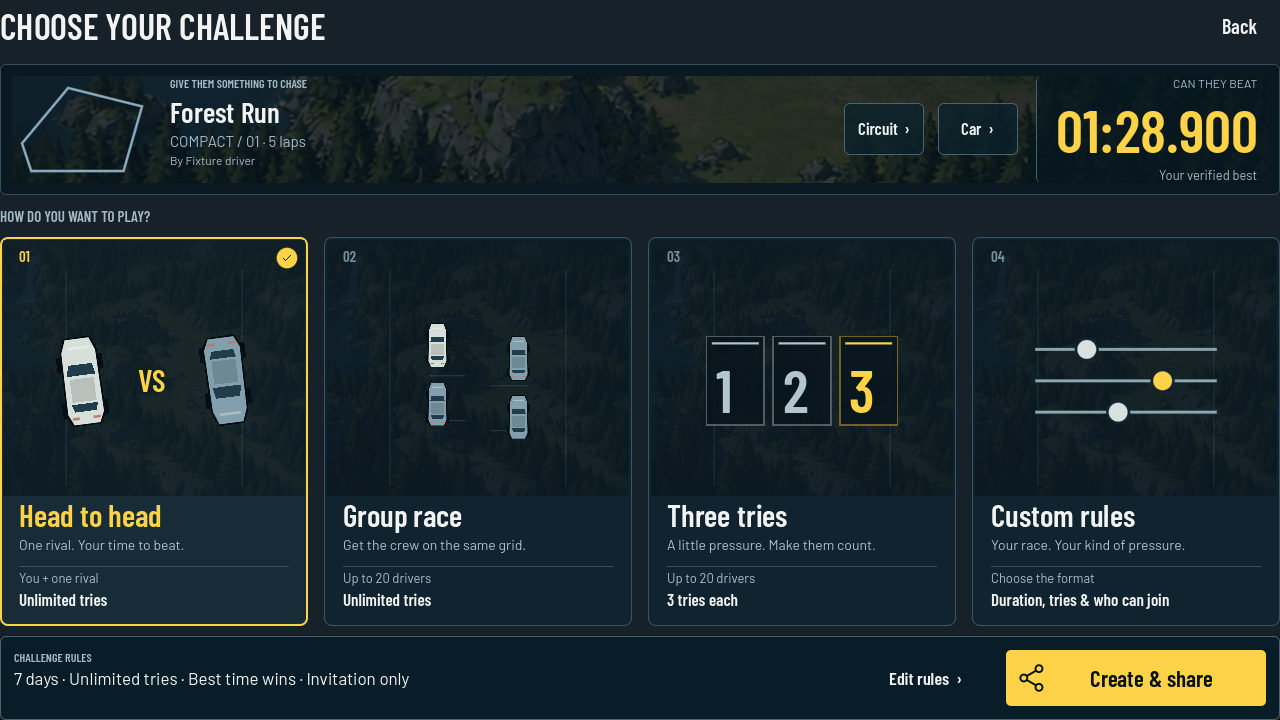 CHOOSE YOUR CHALLENGE
Back
GIVE THEM SOMETHING TO CHASE
Forest Run
COMPACT / 01 · 5 laps
By Fixture driver
Circuit ›
Car ›
CAN THEY BEAT
01:28.900
Your verified best
HOW DO YOU WANT TO PLAY?
01
VS
Head to head
One rival. Your time to beat.
You + one rival
Unlimited tries
02
Group race
Get the crew on the same grid.
Up to 20 drivers
Unlimited tries
03
1 2 3
Three tries
A little pressure. Make them count.
Up to 20 drivers
3 tries each
04
Custom rules
Your race. Your kind of pressure.
Choose the format
Duration, tries & who can join
CHALLENGE RULES
7 days · Unlimited tries · Best time wins · Invitation only
Edit rules ›
Create & share